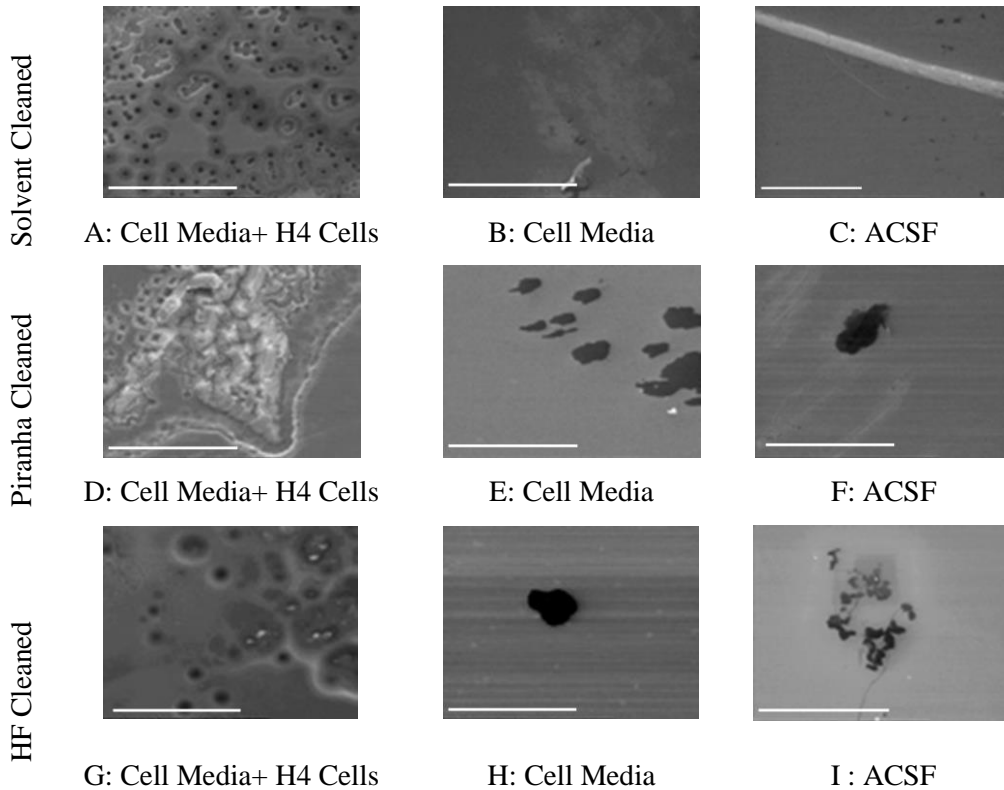 Solvent Cleaned
A: Cell Media+ H4 Cells
B: Cell Media
C: ACSF
Piranha Cleaned
D: Cell Media+ H4 Cells
E: Cell Media
F: ACSF
HF Cleaned
G: Cell Media+ H4 Cells
H: Cell Media
I : ACSF